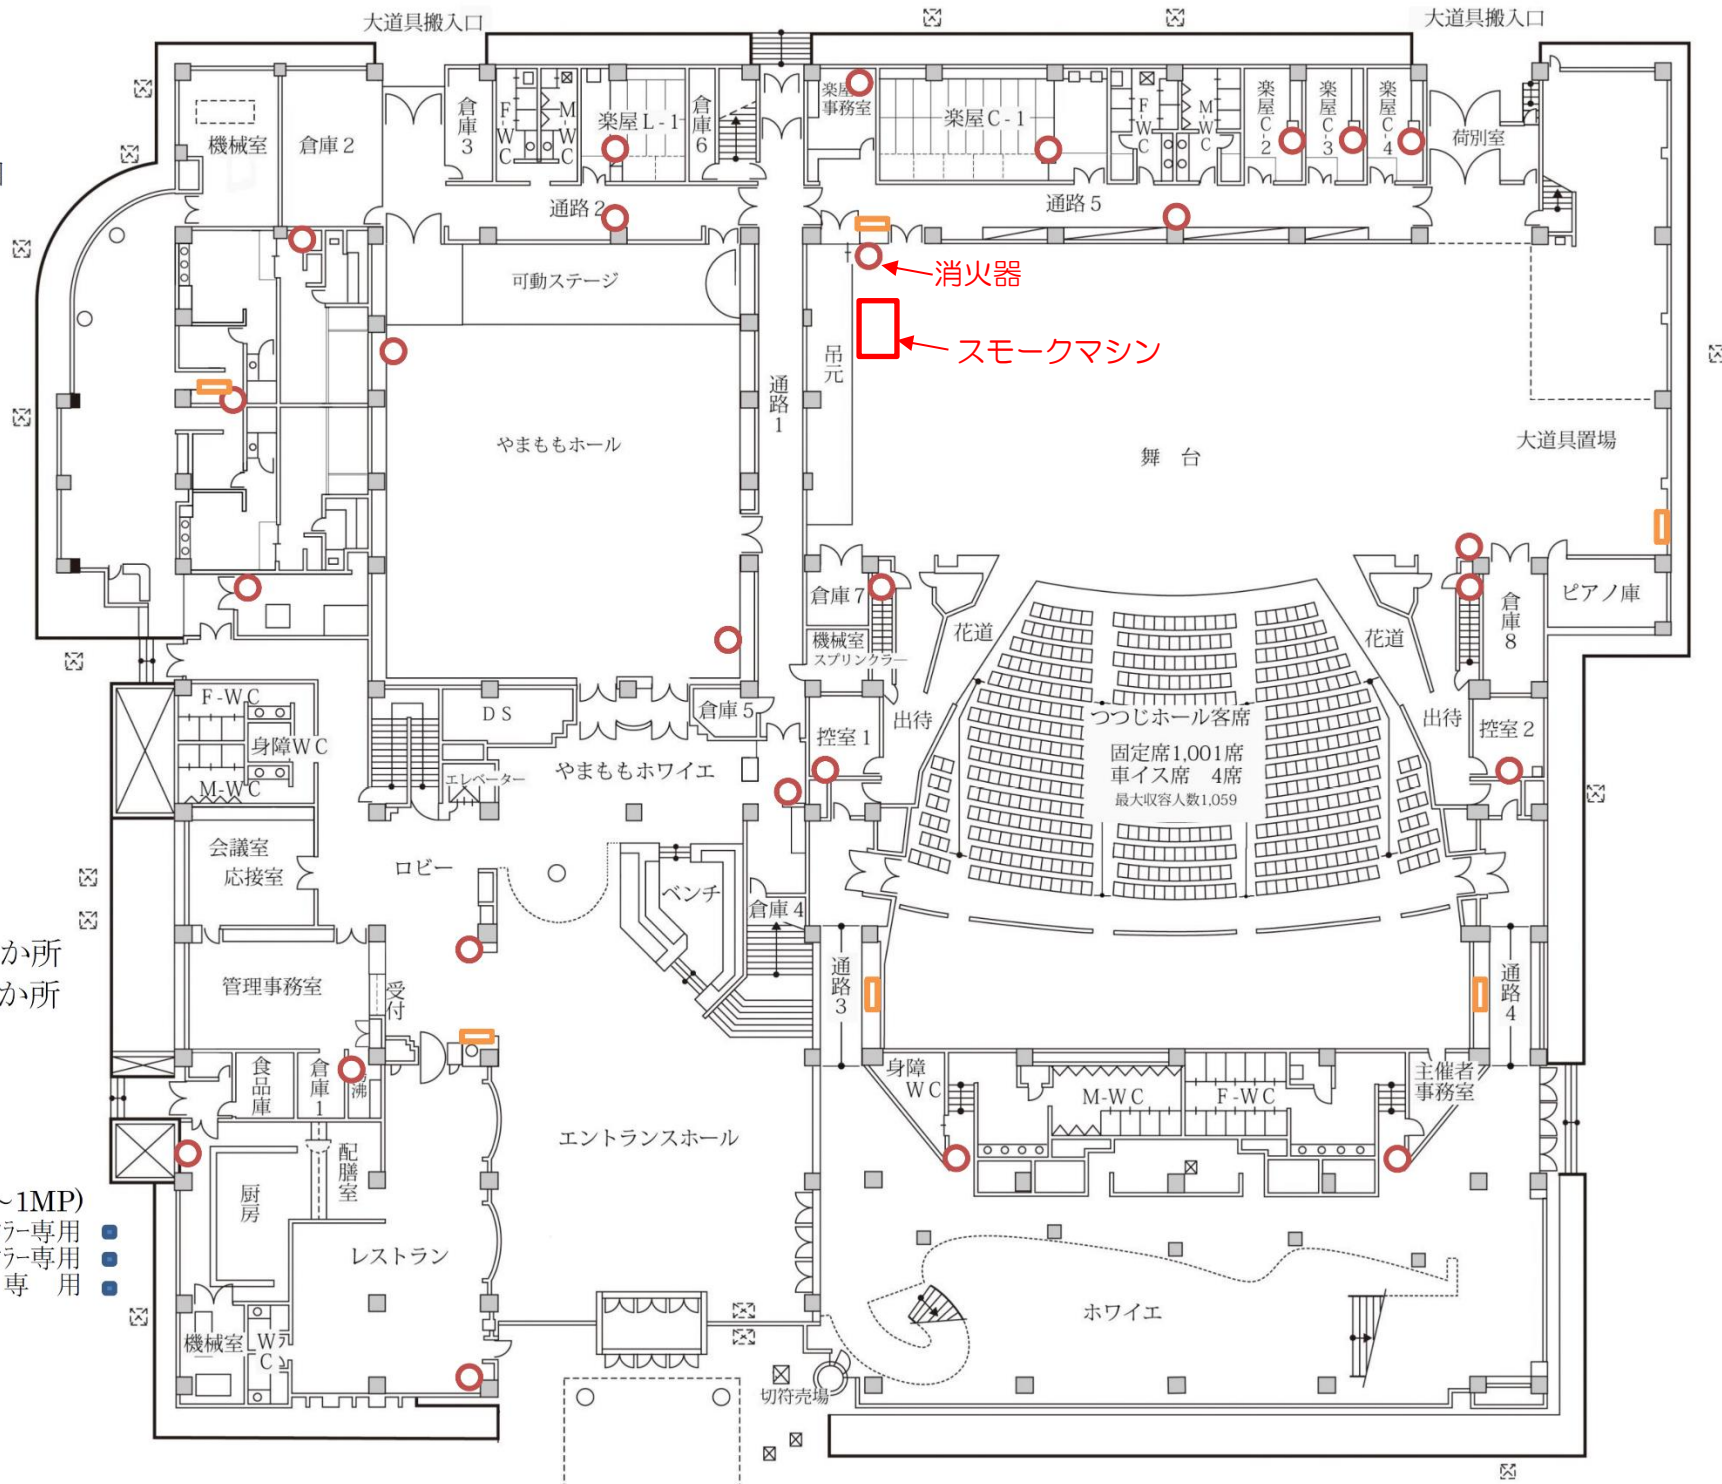 大道具搬入口
大道具搬入口
機械室
倉庫2
倉庫3
F-WC
M-WC
楽屋L-1
倉庫6
楽屋事務室
楽屋C-1
F-WC
M-WC
楽屋C-2
楽屋C-3
楽屋C-4
荷別室
通路2
通路5
可動ステージ
消火器
スモークマシン
吊元
通路1
やまももホール
舞 台
大道具置場
倉庫7
機械室
スプリンクラー
花道
花道
倉庫8
ピアノ庫
F-WC
身障WC
M-WC
DS
倉庫5
エレベーター
やまももホワイエ
控室1
出待
つつじホール客席
固定席1,001席
車イス席 4席
最大収容人数1,059
出待
控室2
会議室
応接室
ロビー
ベンチ
倉庫4
か所
か所
管理事務室
受付
通路3
通路4
食品庫
倉庫1
沸
身障
WC
M-WC
F-WC
主催者
事務室
エントランスホール
配膳室
厨房
～1MP)
ﾗｰ専用
ﾗｰ専用
専 用
レストラン
ホワイエ
機械室
WC
切符売場